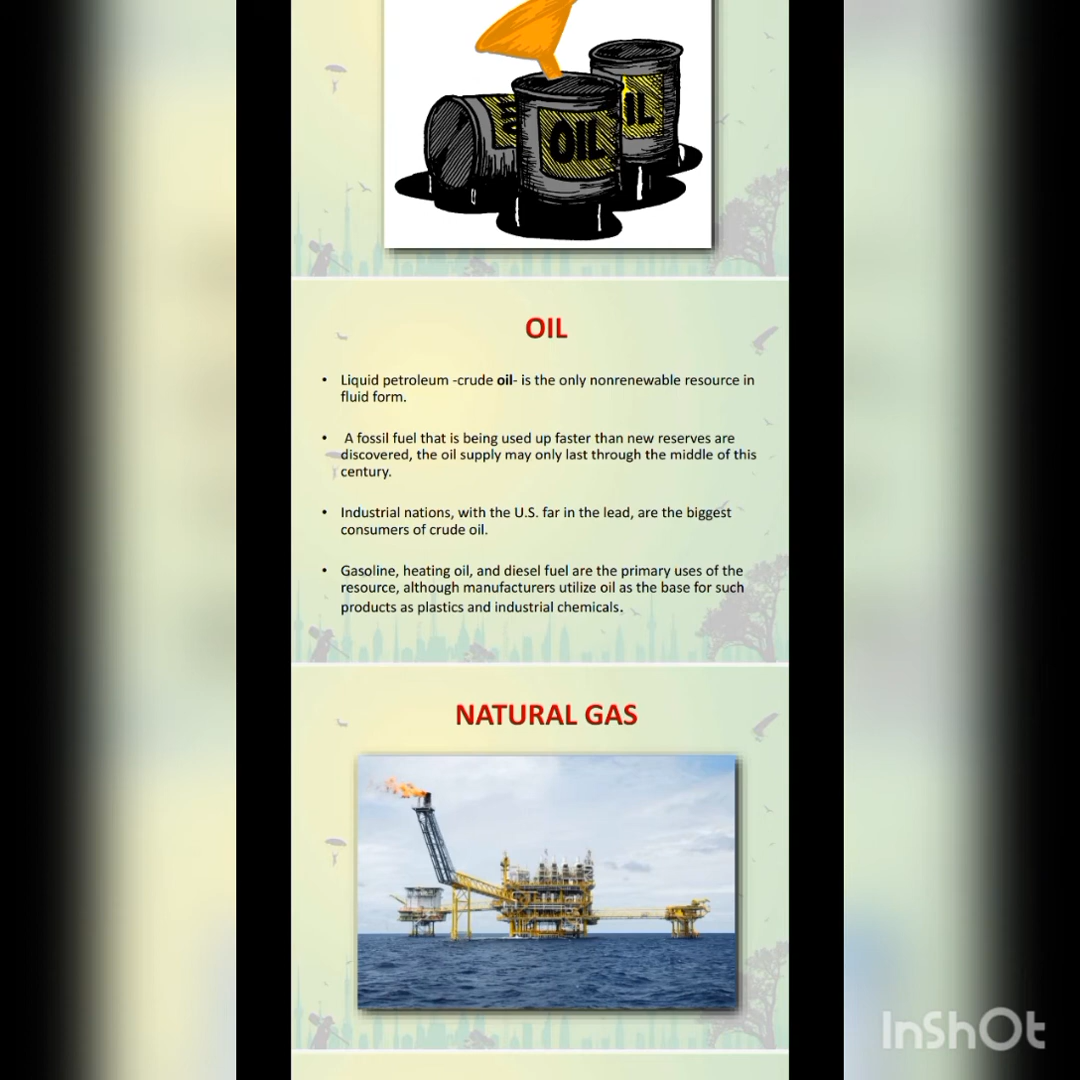 OIL
IL
OIL
• Liquid petroleum -crude oil- is the only nonrenewable resource in
fluid form.
• A fossil fuel that is being used up faster than new reserves are
discovered, the oil supply may only last through the middle of this
century.
• Industrial nations, with the U.S. far in the lead, are the biggest
consumers of crude oil.
• Gasoline, heating oil, and diesel fuel are the primary uses of the
resource, although manufacturers utilize oil as the base for such
products as plastics and industrial chemicals.
NATURAL GAS
InShOt